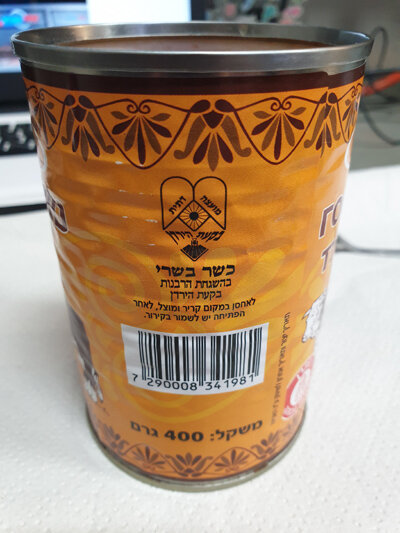 מועצה דתית
בקעת הירדן
כשר בשרי
בהשגחת הרבנות
בקעת הירדן
לאחסן במקום קריר ומוצל, לאחר
הפתיחה יש לשמור בקירור.
7 290008 341981
משקל: 400 גרם